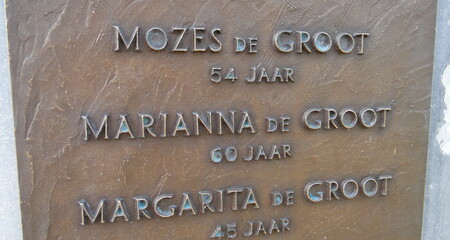 MOZES DE GROOT
54 JAAR
MARIANNA DE GROOT
60 JAAR
MARGARITA DE GROOT
45 JAAR